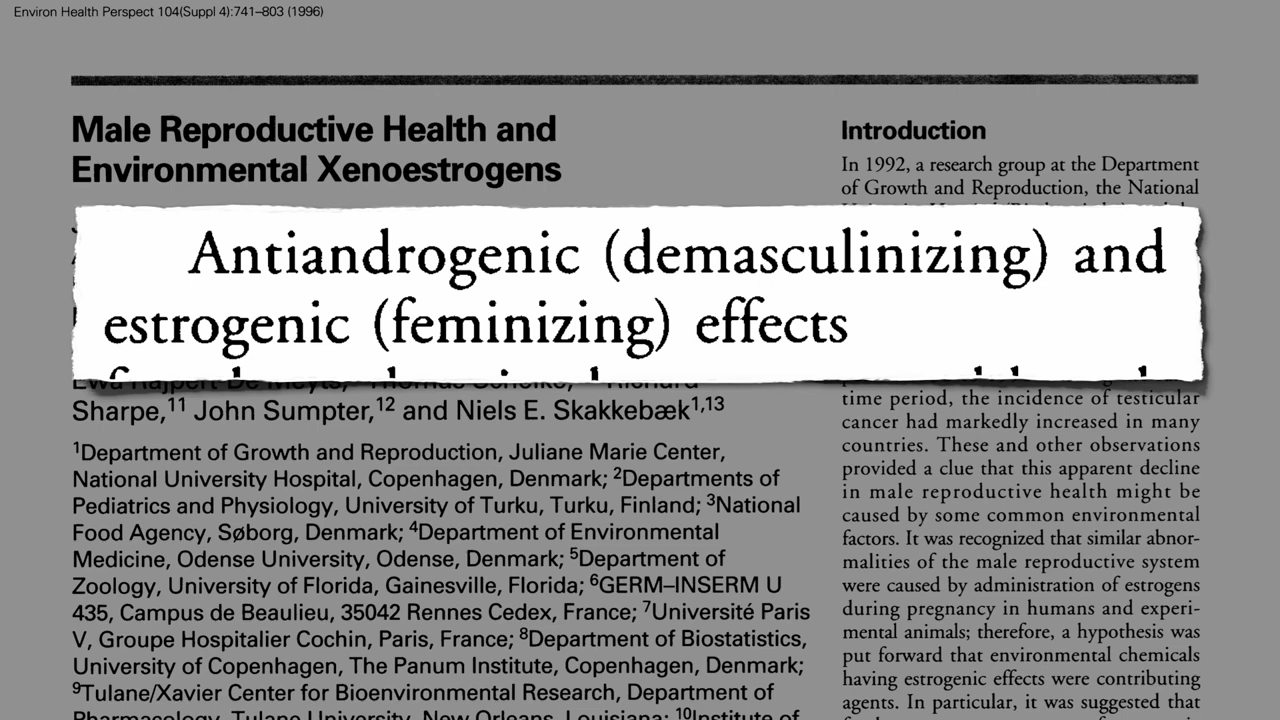 Environ Health Perspect 104(Suppl 4):741–803 (1996)
Male Reproductive Health and
Environmental Xenoestrogens
Antiandrogenic (demasculinizing) and
estrogenic (feminizing) effects
Sharpe,¹¹ John Sumpter,¹² and Niels E. Skakkebæk¹,¹³
¹Department of Growth and Reproduction, Juliane Marie Center,
National University Hospital, Copenhagen, Denmark; ²Departments of
Pediatrics and Physiology, University of Turku, Turku, Finland; ³National
Food Agency, Søborg, Denmark; ⁴Department of Environmental
Medicine, Odense University, Odense, Denmark; ⁵Department of
Zoology, University of Florida, Gainesville, Florida; ⁶GERM–INSERM U
435, Campus de Beaulieu, 35042 Rennes Cedex, France; ⁷Université Paris
V, Groupe Hospitalier Cochin, Paris, France; ⁸Department of Biostatistics,
University of Copenhagen, The Panum Institute, Copenhagen, Denmark;
⁹Tulane/Xavier Center for Bioenvironmental Research, Department of
Pharmacology, Tulane University, New Orleans, Louisiana; ¹⁰Institute of
Introduction
In 1992, a research group at the Department
of Growth and Reproduction, the National
time period, the incidence of testicular
cancer had markedly increased in many
countries. These and other observations
provided a clue that this apparent decline
in male reproductive health might be
caused by some common environmental
factors. It was recognized that similar abnor-
malities of the male reproductive system
were caused by administration of estrogens
during pregnancy in humans and experi-
mental animals; therefore, a hypothesis was
put forward that environmental chemicals
having estrogenic effects were contributing
agents. In particular, it was suggested that